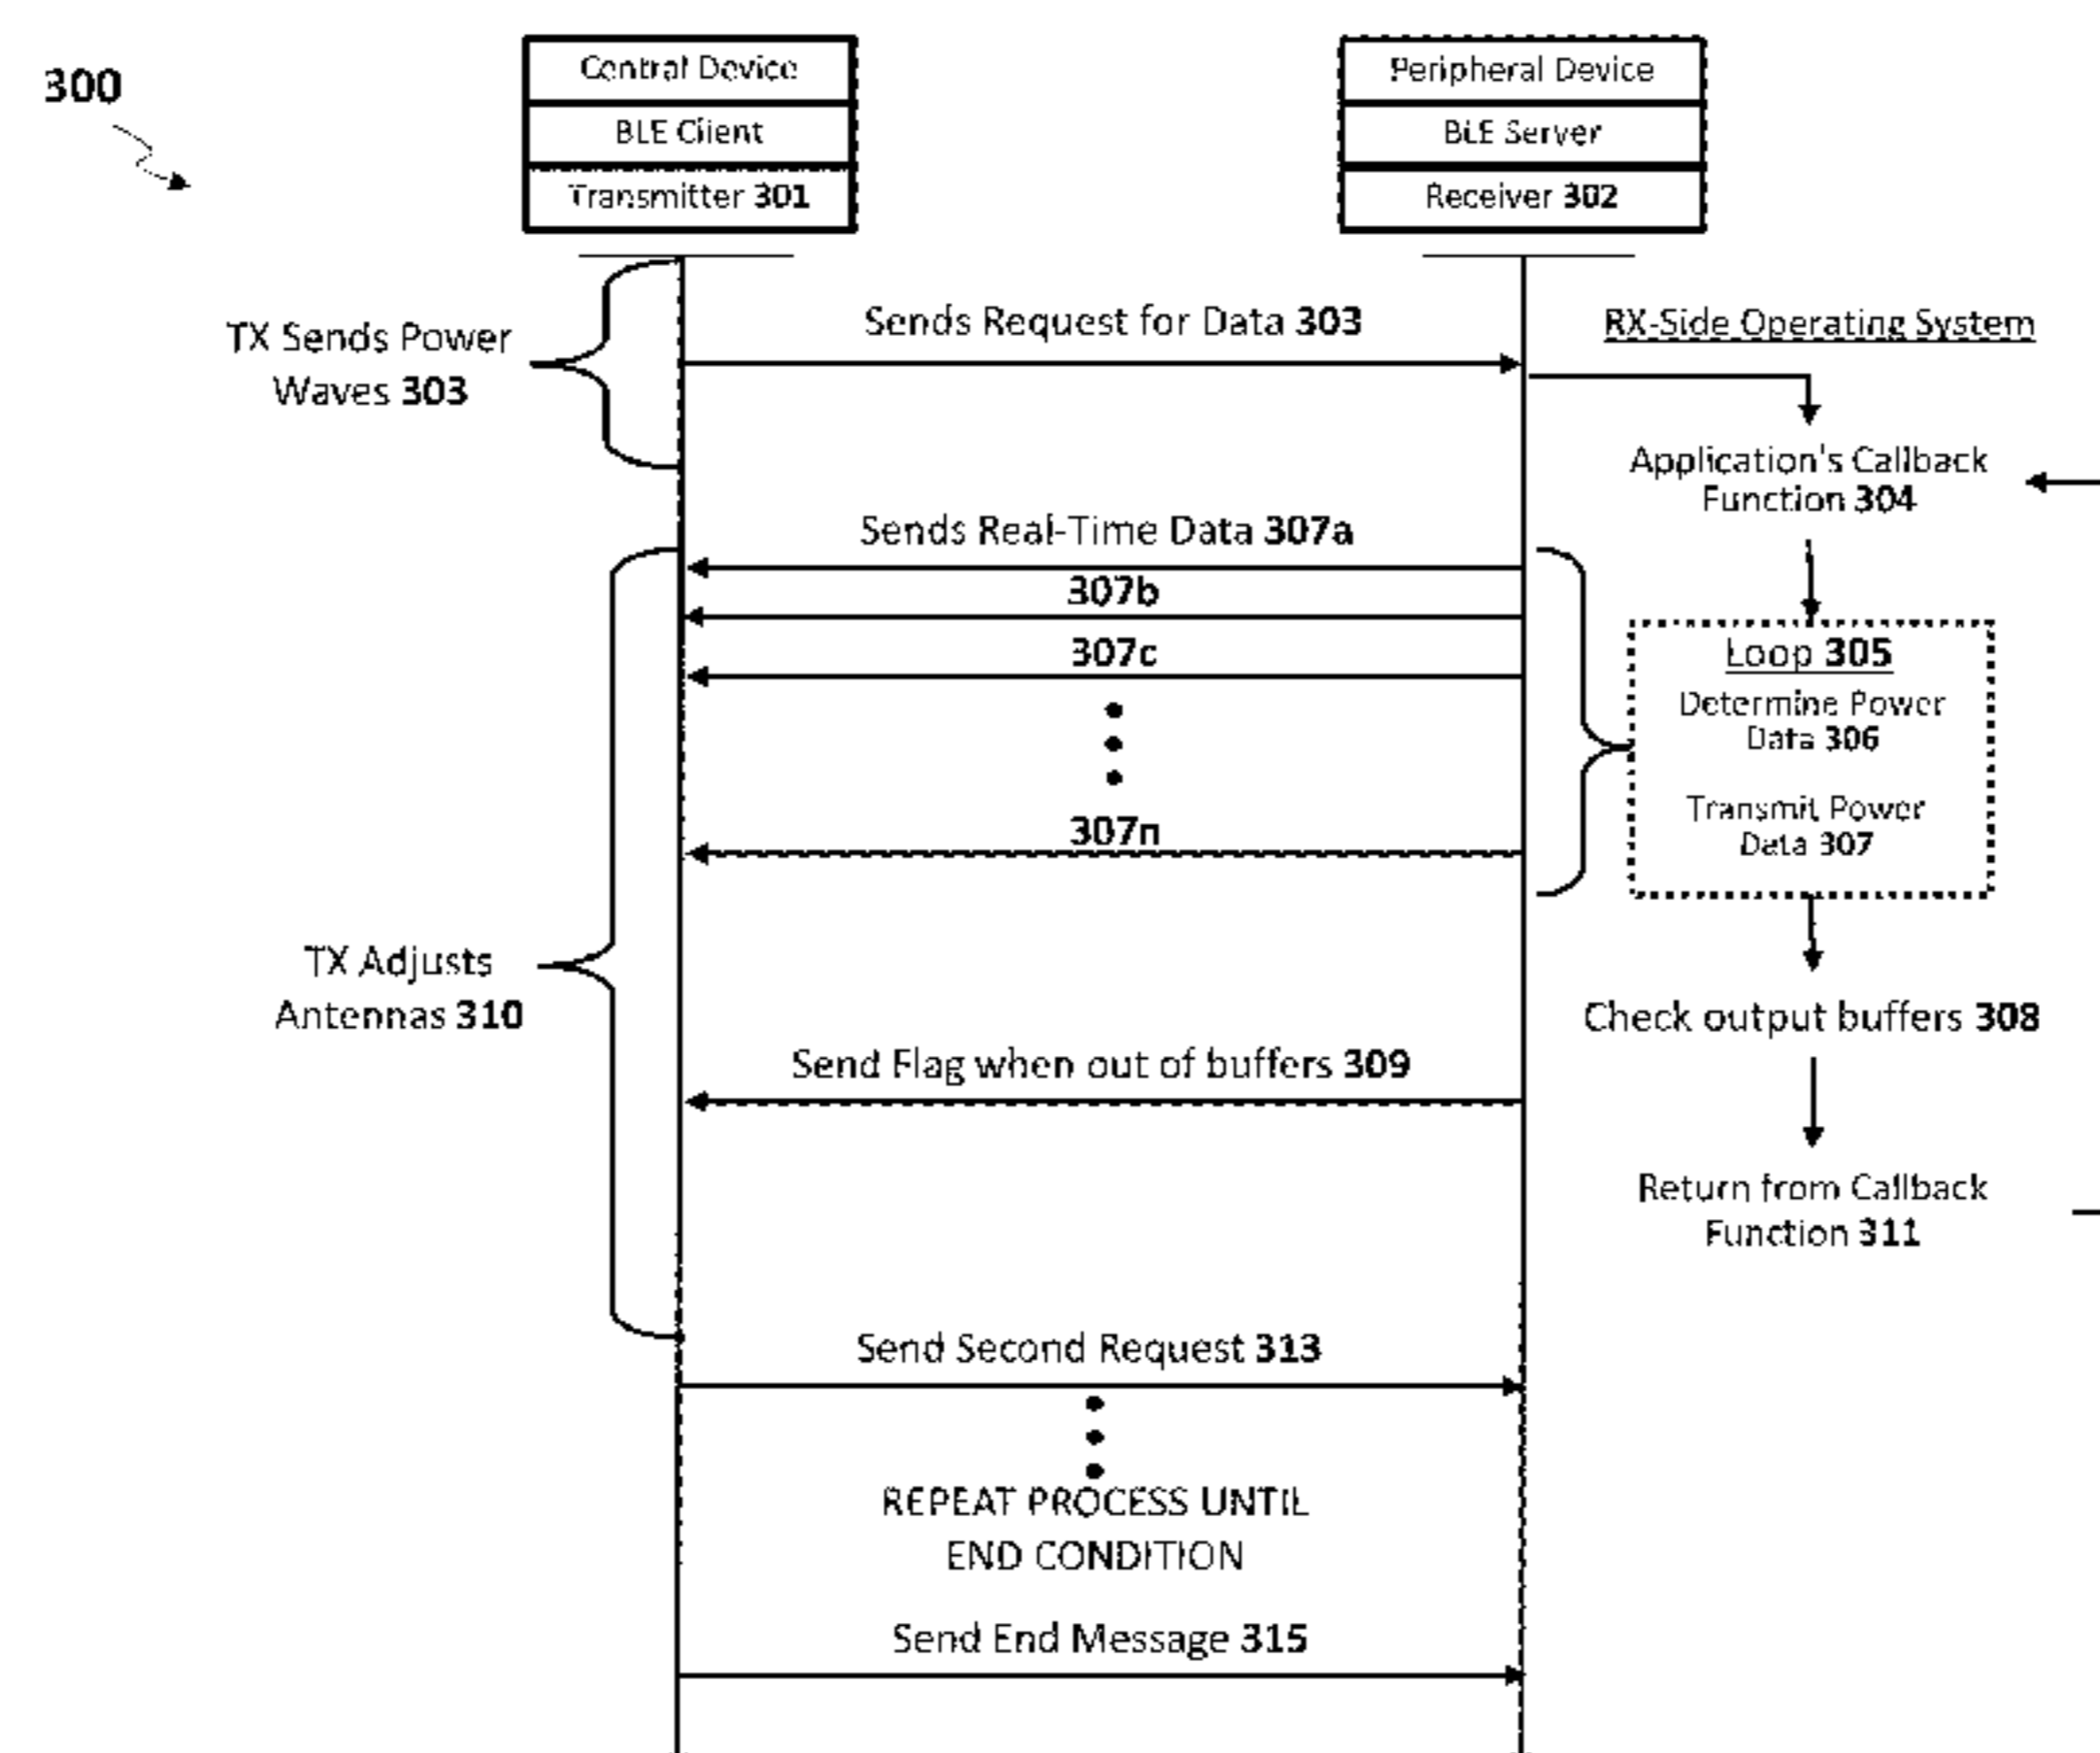 300
Central Device
BLE Client
Transmitter 301
Peripheral Device
BLE Server
Receiver 302
TX Sends Power
Waves 303
Sends Request for Data 303
RX-Side Operating System
Application's Callback
Function 304
Sends Real-Time Data 307a
307b
307c
307n
Loop 305
Determine Power
Data 306
Transmit Power
Data 307
TX Adjusts
Antennas 310
Check output buffers 308
Send Flag when out of buffers 309
Return from Callback
Function 311
Send Second Request 313
REPEAT PROCESS UNTIL
END CONDITION
Send End Message 315